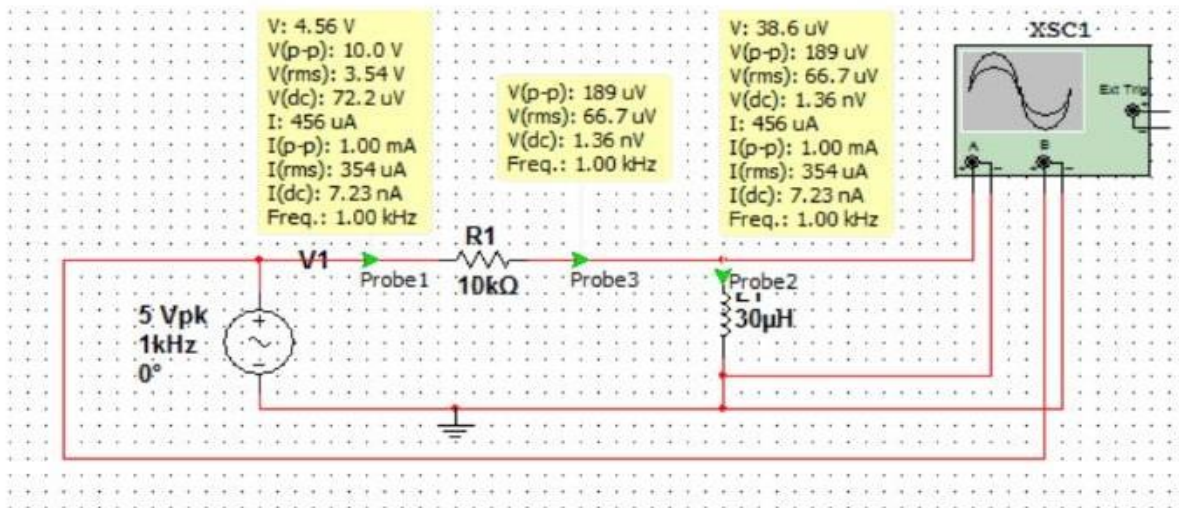 V: 4.56 V
V(p-p): 10.0 V
V(rms): 3.54 V
V(dc): 72.2 uV
I: 456 uA
I(p-p): 1.00 mA
I(rms): 354 uA
I(dc): 7.23 nA
Freq.: 1.00 kHz
V(p-p): 189 uV
V(rms): 66.7 uV
V(dc): 1.36 nV
Freq.: 1.00 kHz
V: 38.6 uV
V(p-p): 189 uV
V(rms): 66.7 uV
V(dc): 1.36 nV
I: 456 uA
I(p-p): 1.00 mA
I(rms): 354 uA
I(dc): 7.23 nA
Freq.: 1.00 kHz
XSC1
Ext Trig
A
B
V1
Probe1
R1
10kΩ
Probe3
Probe2
30µH
5 Vpk
1kHz
0°